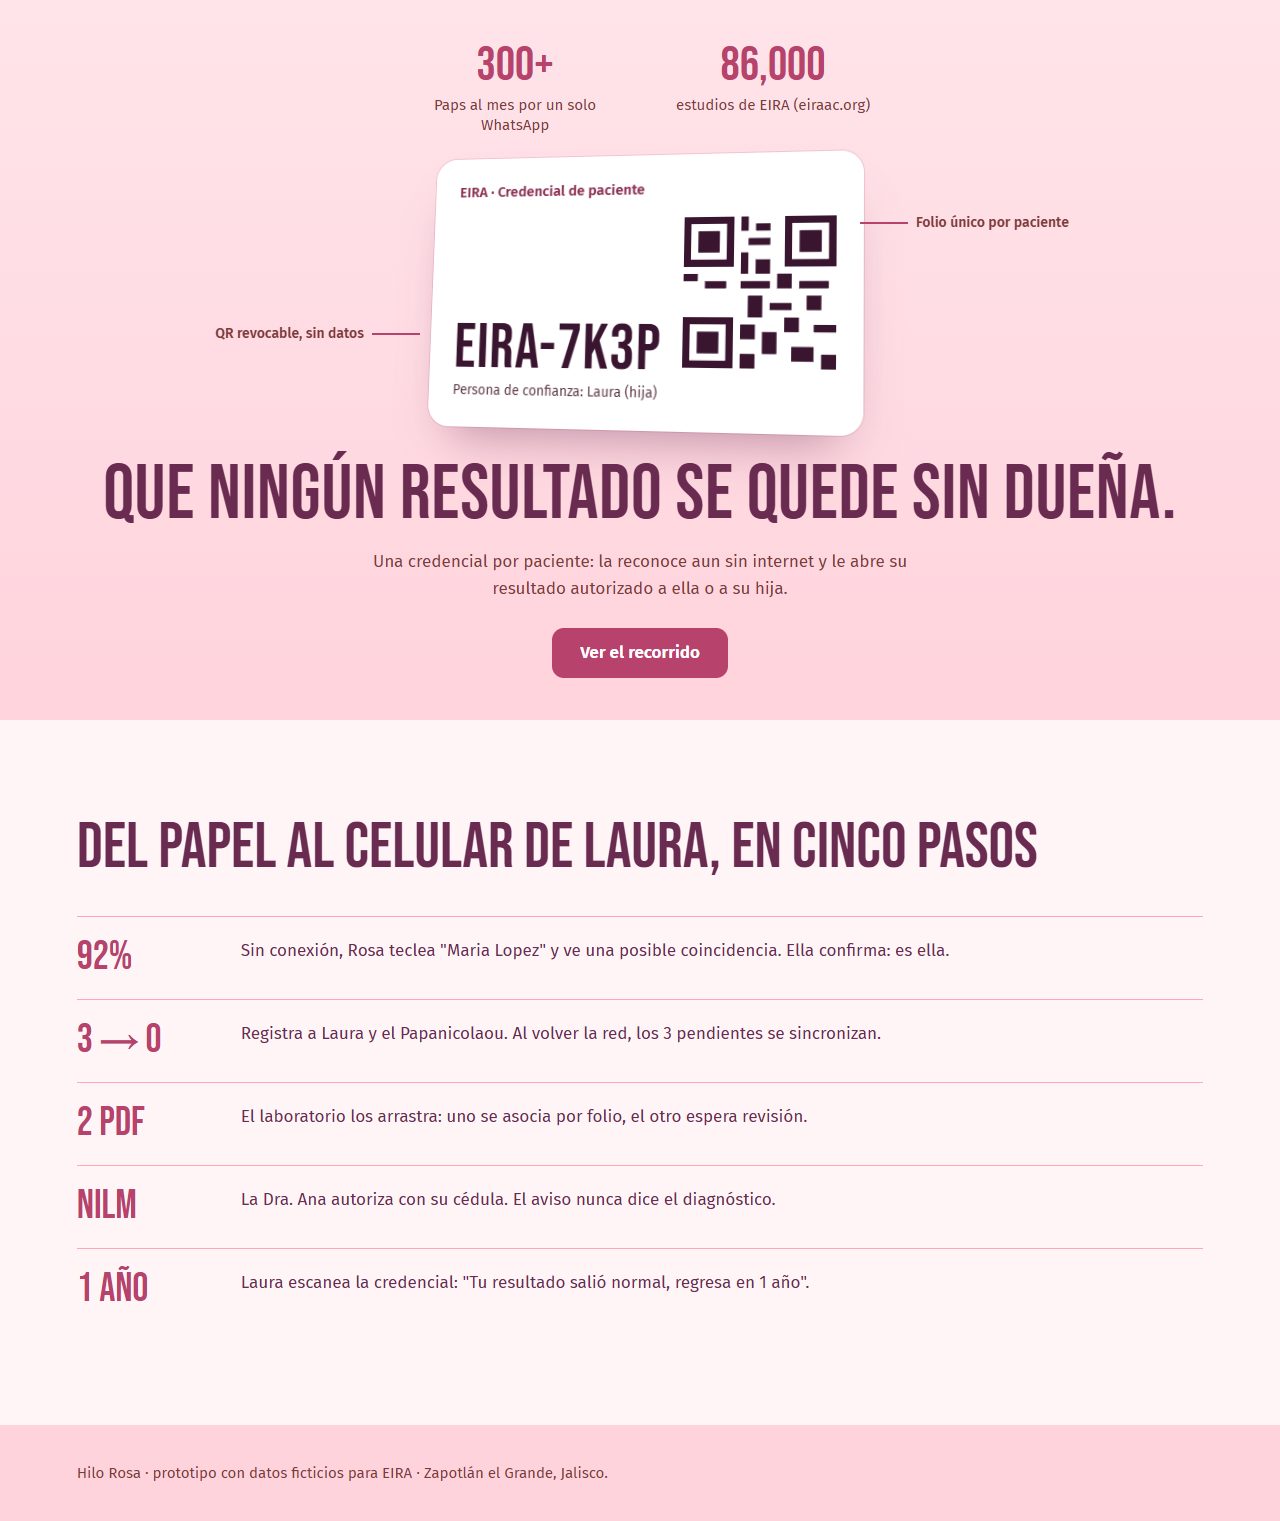 300+
Paps al mes por un solo
WhatsApp
86,000
estudios de EIRA (eiraac.org)
EIRA · Credencial de paciente
Folio único por paciente
QR revocable, sin datos
EIRA-7K3P
Persona de confianza: Laura (hija)
QUE NINGÚN RESULTADO SE QUEDE SIN DUEÑA.
Una credencial por paciente: la reconoce aun sin internet y le abre su
resultado autorizado a ella o a su hija.
Ver el recorrido
DEL PAPEL AL CELULAR DE LAURA, EN CINCO PASOS
92%
Sin conexión, Rosa teclea "Maria Lopez" y ve una posible coincidencia. Ella confirma: es ella.
3 → 0
Registra a Laura y el Papanicolaou. Al volver la red, los 3 pendientes se sincronizan.
2 PDF
El laboratorio los arrastra: uno se asocia por folio, el otro espera revisión.
NILM
La Dra. Ana autoriza con su cédula. El aviso nunca dice el diagnóstico.
1 AÑO
Laura escanea la credencial: "Tu resultado salió normal, regresa en 1 año".
Hilo Rosa · prototipo con datos ficticios para EIRA · Zapotlán el Grande, Jalisco.